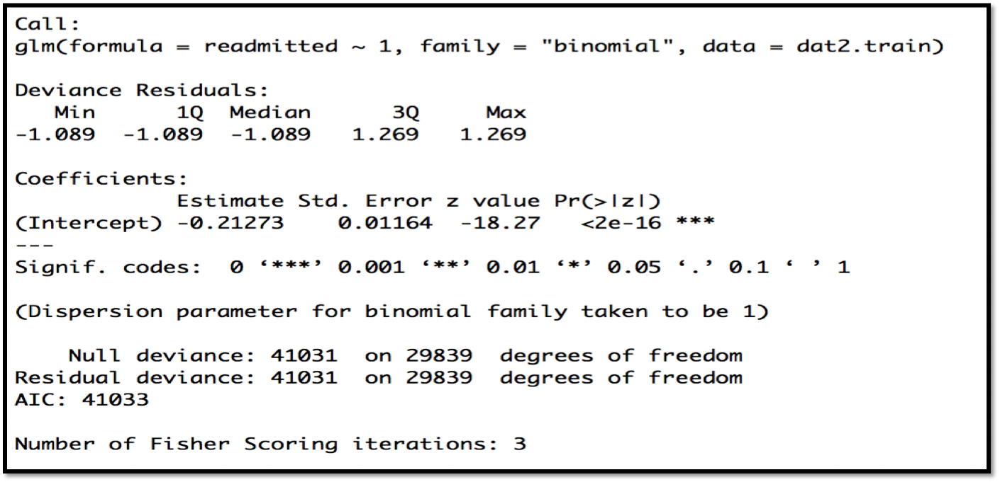 Call:
glm(formula = readmitted ~ 1, family = "binomial", data = dat2.train)
Deviance Residuals:
Min 1Q Median 3Q Max
-1.089 -1.089 -1.089 1.269 1.269
Coefficients:
Estimate Std. Error z value Pr(>|z|)
(Intercept) -0.21273 0.01164 -18.27 <2e-16 ***
---
Signif. codes: 0 ‘***’ 0.001 ‘**’ 0.01 ‘*’ 0.05 ‘.’ 0.1 ‘ ’ 1
(Dispersion parameter for binomial family taken to be 1)
Null deviance: 41031 on 29839 degrees of freedom
Residual deviance: 41031 on 29839 degrees of freedom
AIC: 41033
Number of Fisher Scoring iterations: 3